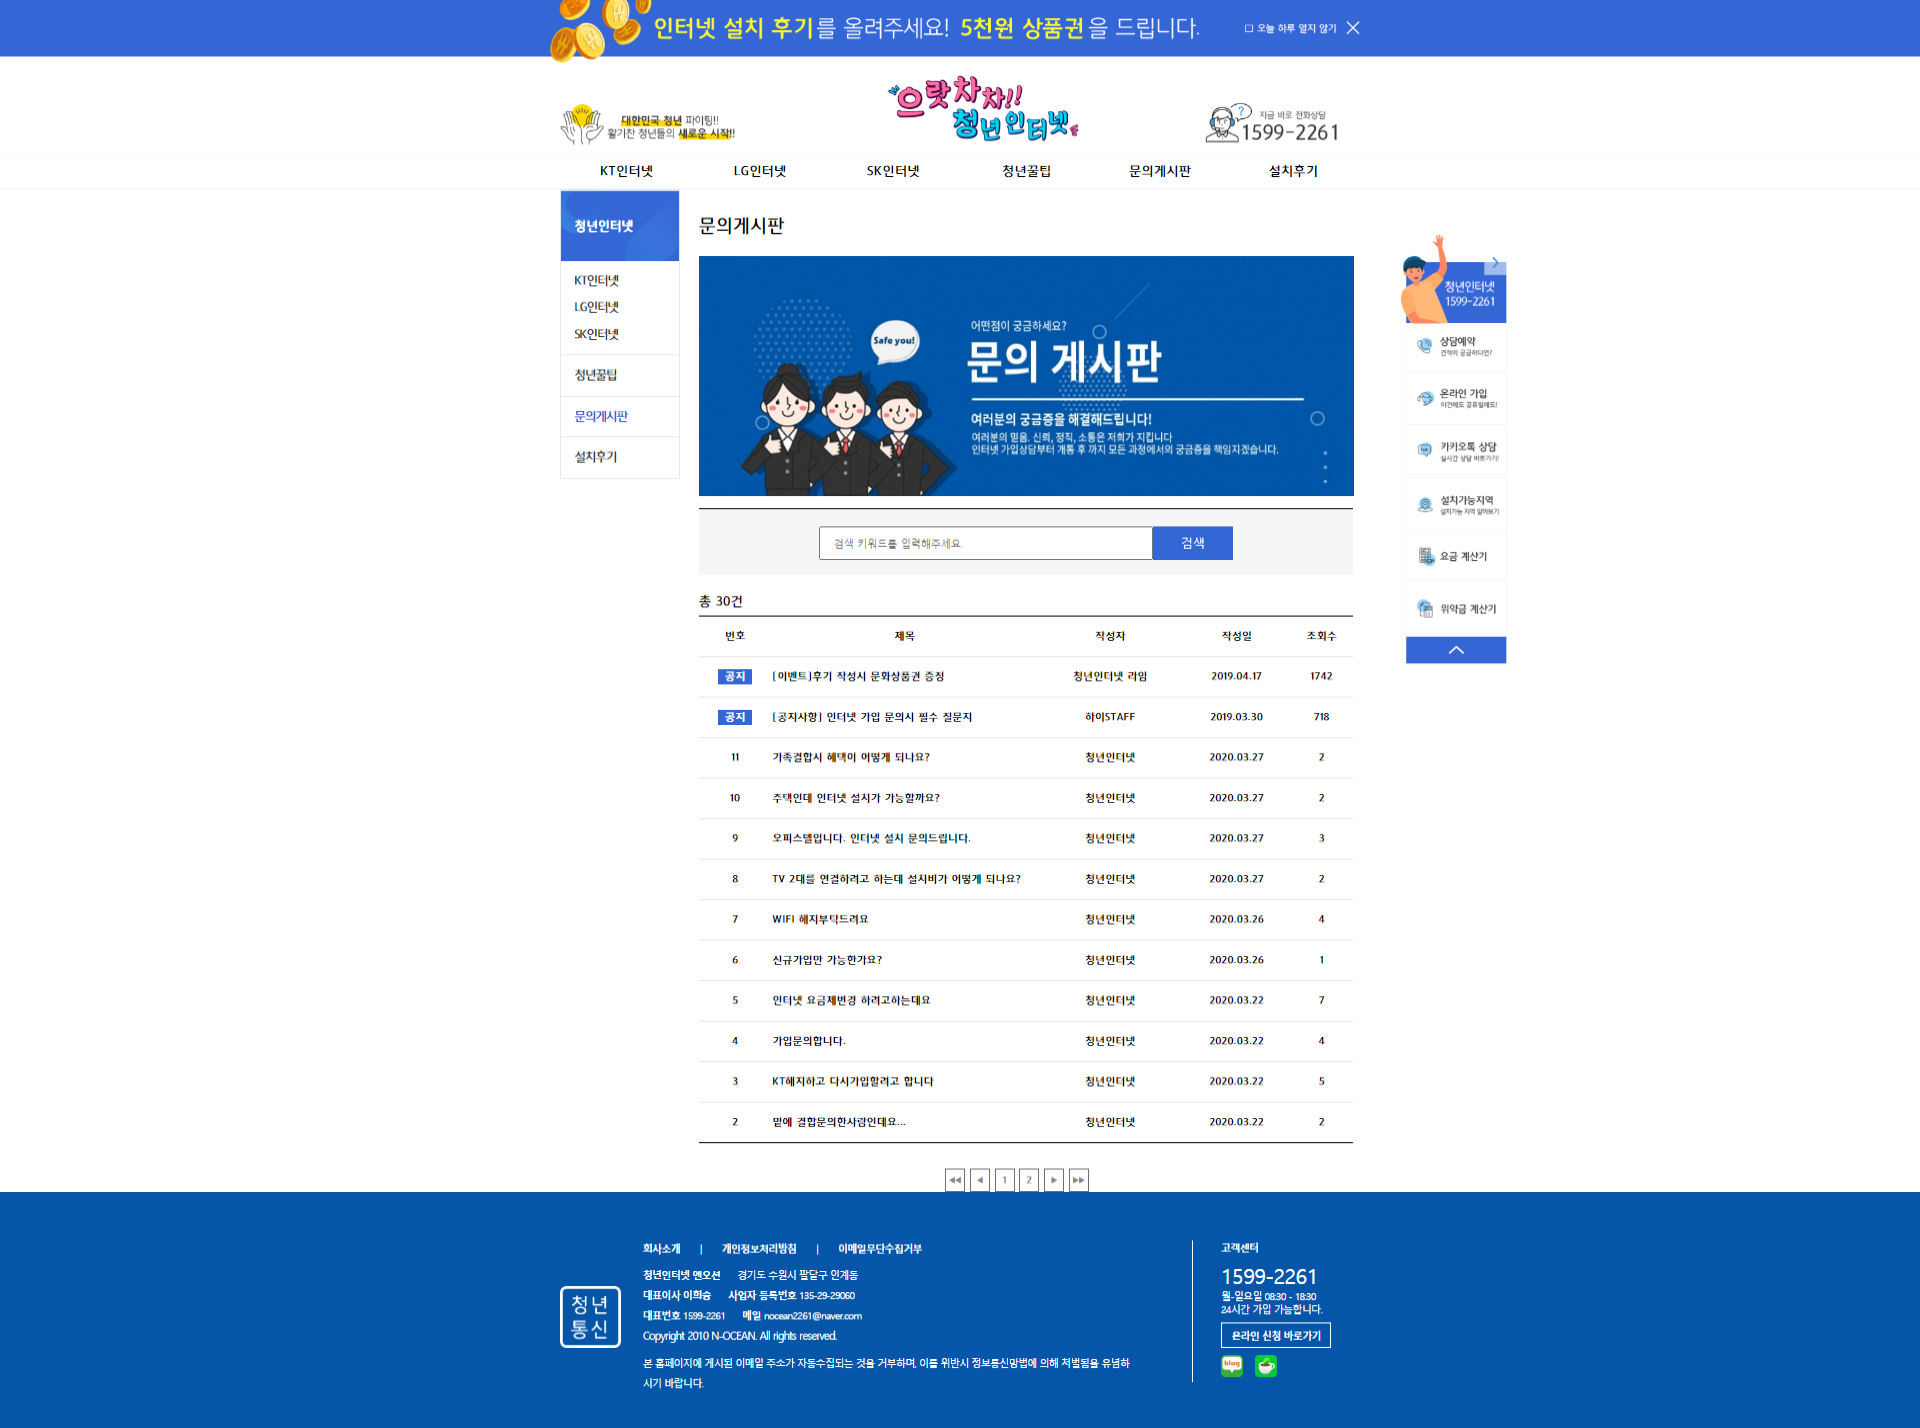 인터넷 설치 후기를 올려주세요! 5천원 상품권을 드립니다.
오늘 하루 열지 않기
대한민국 청년 파이팅!!
활기찬 청년들의 새로운 시작!!
으랏차차!!
청년인터넷
지금 바로 전화상담
1599-2261
KT인터넷 LG인터넷 SK인터넷 청년꿀팁 문의게시판 설치후기
청년인터넷
KT인터넷
LG인터넷
SK인터넷
청년꿀팁
문의게시판
설치후기
문의게시판
Safe you!
어떤점이 궁금하세요?
문의 게시판
여러분의 궁금증을 해결해드립니다!
여러분의 믿음. 신뢰, 정직, 소통은 저희가 지킵니다
인터넷 가입상담부터 개통 후 까지 모든 과정에서의 궁금증을 책임지겠습니다.
검색 키워드를 입력해주세요.
검색
총 30건
번호 제목 작성자 작성일 조회수
공지 [이벤트]후기 작성시 문화상품권 증정 청년인터넷 라임 2019.04.17 1742
공지 [공지사항] 인터넷 가입 문의시 필수 질문지 하이STAFF 2019.03.30 718
11 가족결합시 혜택이 어떻게 되나요? 청년인터넷 2020.03.27 2
10 주택인데 인터넷 설치가 가능할까요? 청년인터넷 2020.03.27 2
9 오피스텔입니다. 인터넷 설치 문의드립니다. 청년인터넷 2020.03.27 3
8 TV 2대를 연결하려고 하는데 설치비가 어떻게 되나요? 청년인터넷 2020.03.27 2
7 WIFI 해지부탁드려요 청년인터넷 2020.03.26 4
6 신규가입만 가능한가요? 청년인터넷 2020.03.26 1
5 인터넷 요금제변경 하려고하는데요 청년인터넷 2020.03.22 7
4 가입문의합니다. 청년인터넷 2020.03.22 4
3 KT해지하고 다시가입할려고 합니다 청년인터넷 2020.03.22 5
2 밑에 결합문의한사람인데요... 청년인터넷 2020.03.22 2
1 2
청년인터넷
1599-2261
상담예약
견적이 궁금하다면?
온라인 가입
야간에도 공휴일에도!
카카오톡 상담
실시간 상담 바로가기!
설치가능지역
설치가능 지역 알아보기
요금 계산기
위약금 계산기
청년
통신
회사소개 | 개인정보처리방침 | 이메일무단수집거부
청년인터넷 엔오션 경기도 수원시 팔달구 인계동
대표이사 이희승 사업자 등록번호 135-29-29060
대표번호 1599-2261 메일 nocean2261@naver.com
Copyright 2010 N-OCEAN. All rights reserved.
본 홈페이지에 게시된 이메일 주소가 자동수집되는 것을 거부하며, 이를 위반시 정보통신망법에 의해 처벌됨을 유념하
시기 바랍니다.
고객센터
1599-2261
월-일요일 08:30 - 18:30
24시간 가입 가능합니다.
온라인 신청 바로가기
blog